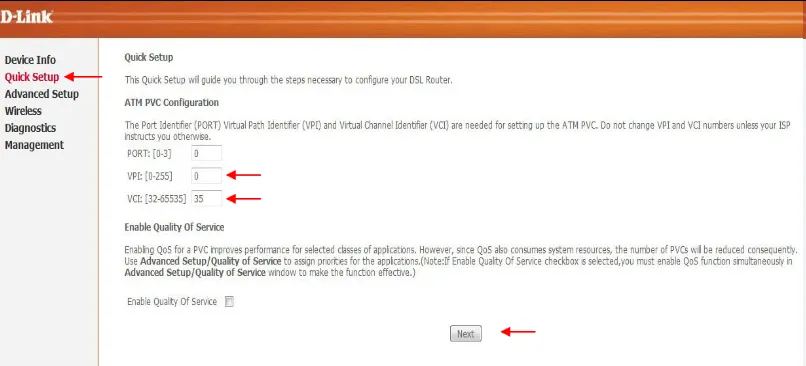 D-Link
Device Info
Quick Setup
Advanced Setup
Wireless
Diagnostics
Management
Quick Setup
This Quick Setup will guide you through the steps necessary to configure your DSL Router.
ATM PVC Configuration
The Port Identifier (PORT) Virtual Path Identifier (VPI) and Virtual Channel Identifier (VCI) are needed for setting up the ATM PVC. Do not change VPI and VCI numbers unless your ISP
instructs you otherwise.
PORT: [0-3] 0
VPI: [0-255] 0
VCI: [32-65535] 35
Enable Quality Of Service
Enabling QoS for a PVC improves performance for selected classes of applications. However, since QoS also consumes system resources, the number of PVCs will be reduced consequently.
Use Advanced Setup/Quality of Service to assign priorities for the applications.(Note:If Enable Quality Of Service checkbox is selected,you must enable QoS function simultaneously in
Advanced Setup/Quality of Service window to make the function effective.)
Enable Quality Of Service
Next